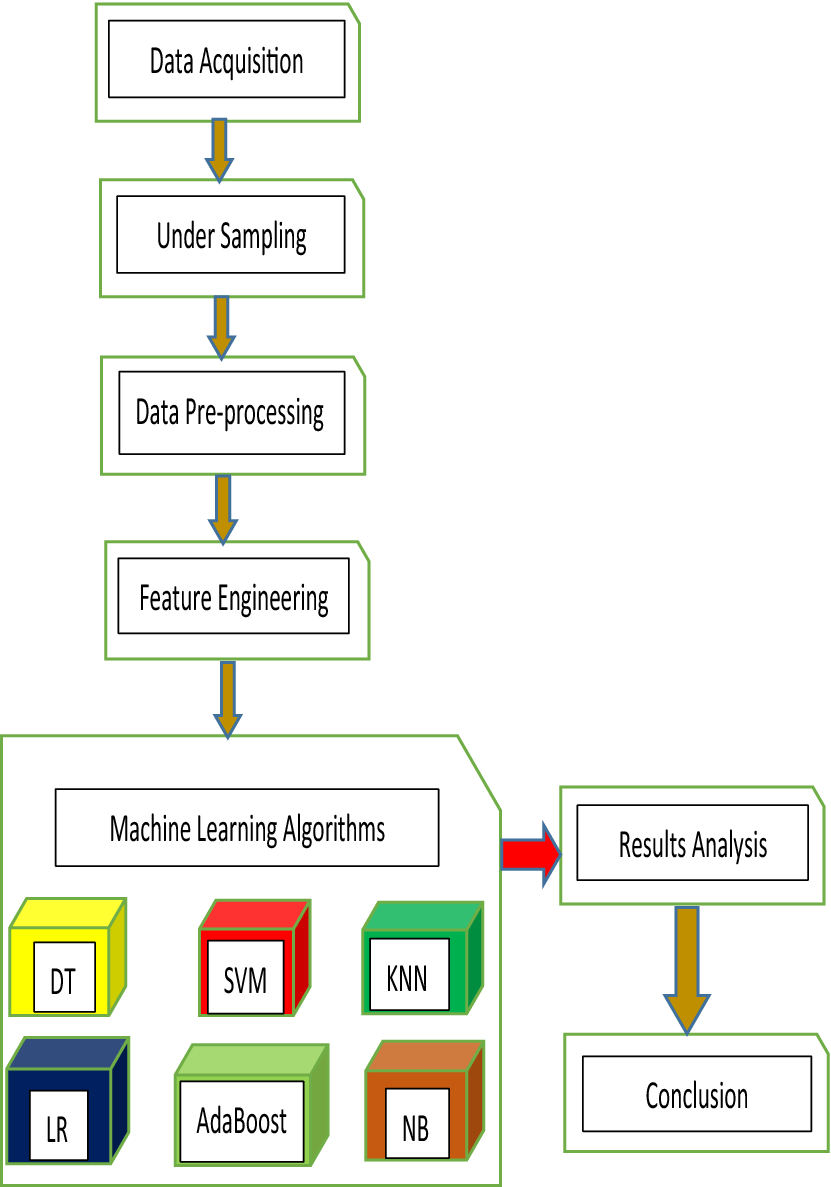 Data Acquisition
Under Sampling
Data Pre-processing
Feature Engineering
Machine Learning Algorithms
DT
SVM
KNN
LR
AdaBoost
NB
Results Analysis
Conclusion